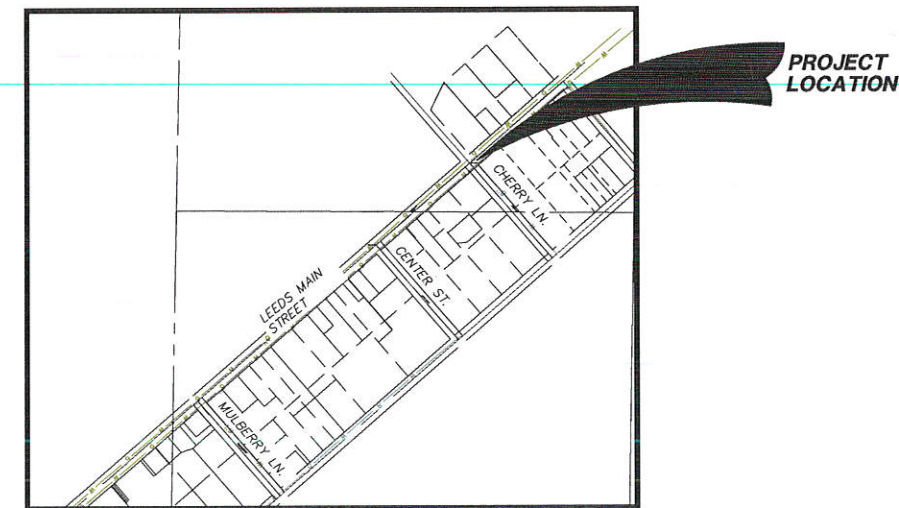 PROJECT
LOCATION
CHERRY LN.
CENTER ST.
LEEDS MAIN
STREET
MULBERRY LN.